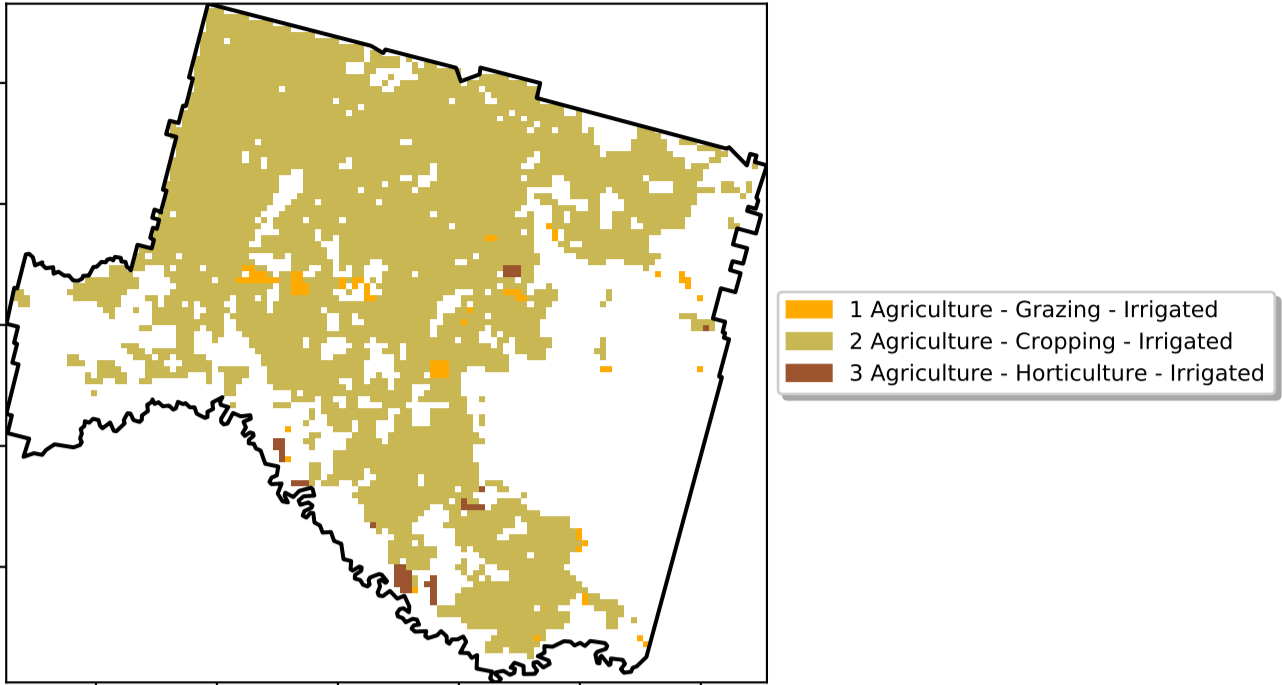 1 Agriculture - Grazing - Irrigated
2 Agriculture - Cropping - Irrigated
3 Agriculture - Horticulture - Irrigated